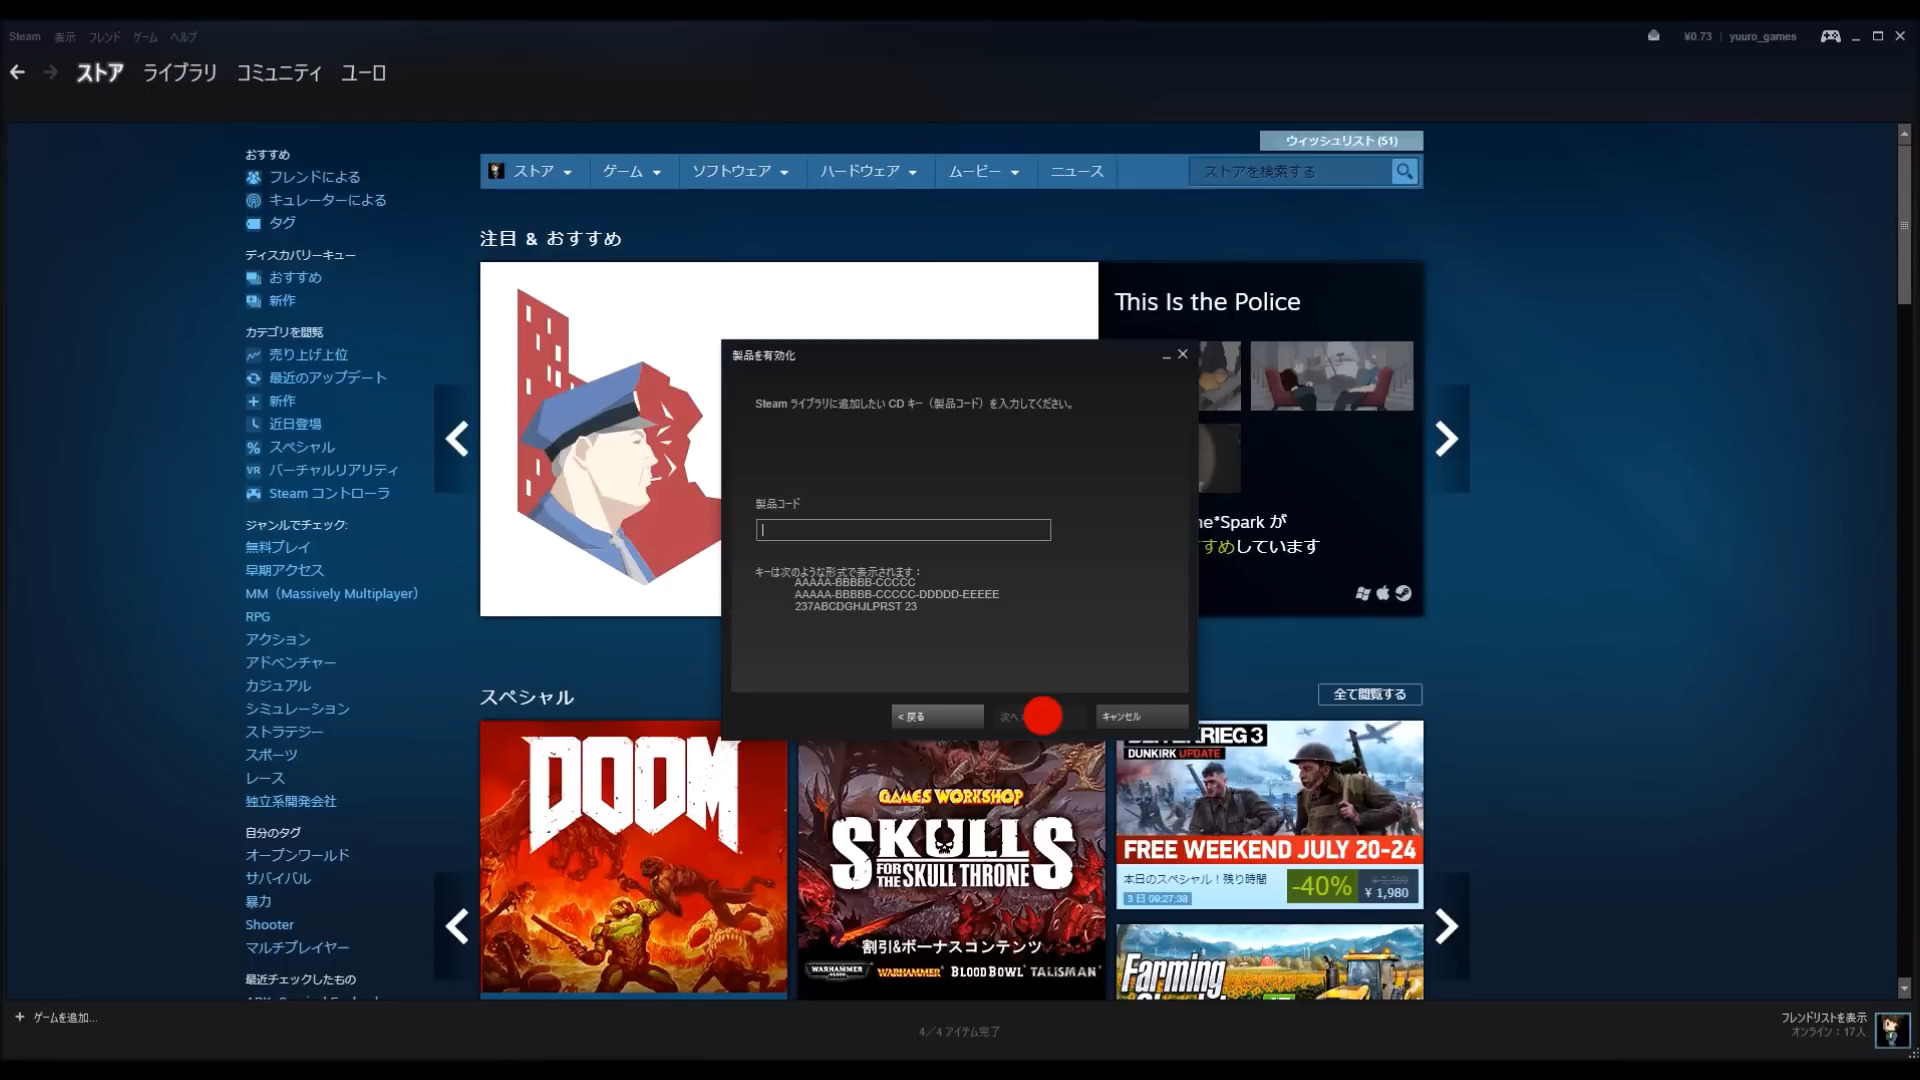 Steam 表示 フレンド ゲーム ヘルプ
¥0.73 | yuuro_games
ストア ライブラリ コミュニティ ユーロ
ウィッシュリスト (51)
ストア ゲーム ソフトウェア ハードウェア ムービー ニュース
ストアを検索する
おすすめ
フレンドによる
キュレーターによる
タグ
ディスカバリーキュー
おすすめ
新作
カテゴリを閲覧
売り上げ上位
最近のアップデート
新作
近日登場
スペシャル
VR バーチャルリアリティ
Steam コントローラ
ジャンルでチェック:
無料プレイ
早期アクセス
MM（Massively Multiplayer）
RPG
アクション
アドベンチャー
カジュアル
シミュレーション
ストラテジー
スポーツ
レース
独立系開発会社
自分のタグ
オープンワールド
サバイバル
暴力
Shooter
マルチプレイヤー
最近チェックしたもの
注目 & おすすめ
This Is the Police
e*Spark が
すめしています
製品を有効化
Steam ライブラリに追加したい CD キー（製品コード）を入力してください。
製品コード
キーは次のような形式で表示されます：
AAAAA-BBBBB-CCCCC
AAAAA-BBBBB-CCCCC-DDDDD-EEEEE
237ABCDGHJLPRST 23
< 戻る
次へ
キャンセル
スペシャル
全て閲覧する
DOOM
GAMES WORKSHOP
SKULLS
FOR THE SKULL THRONE
割引&ボーナスコンテンツ
WARHAMMER WARHAMMER BLOOD BOWL TALISMAN
KRIEG 3
DUNKIRK UPDATE
FREE WEEKEND JULY 20-24
本日のスペシャル！残り時間
3 日 09:27:38
-40%
¥ 1,980
Farming
+ ゲームを追加...
4／4 アイテム完了
フレンドリストを表示
オンライン：17人